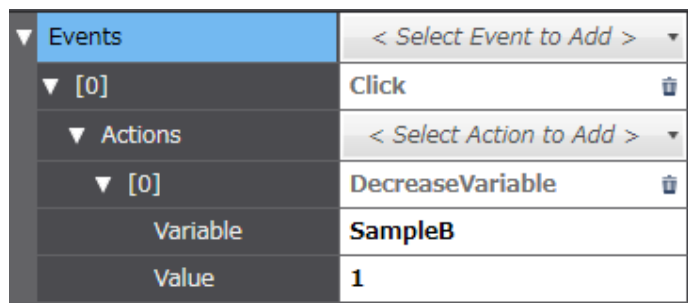 Events < Select Event to Add >
[0] Click
Actions < Select Action to Add >
[0] DecreaseVariable
Variable SampleB
Value 1